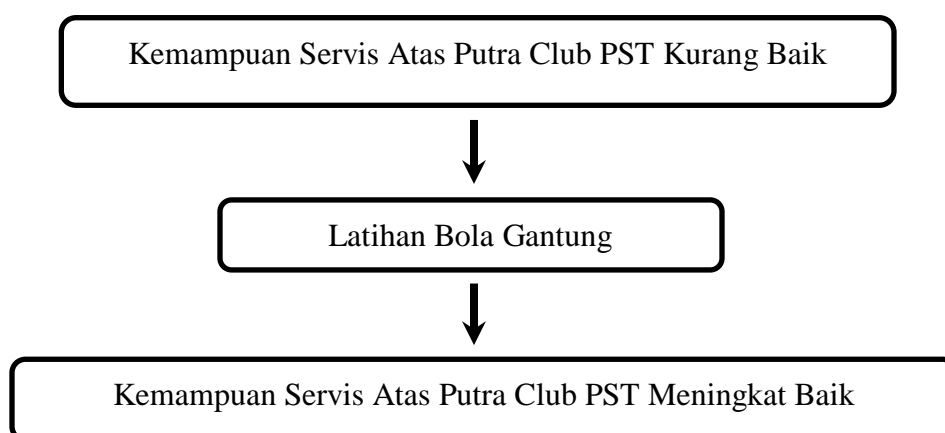 Kemampuan Servis Atas Putra Club PST Kurang Baik
Latihan Bola Gantung
Kemampuan Servis Atas Putra Club PST Meningkat Baik